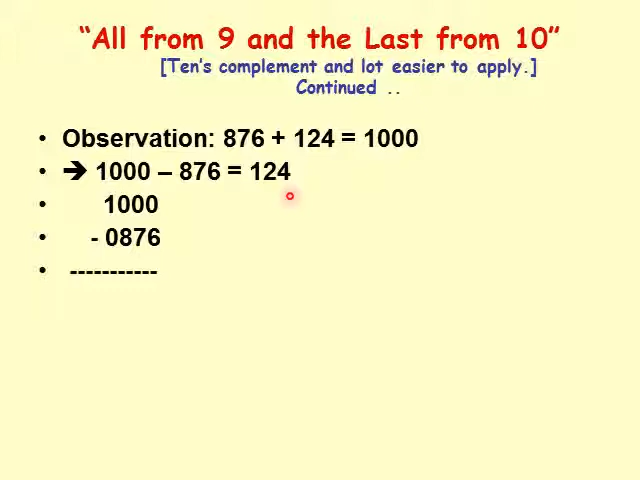 “All from 9 and the Last from 10”
[Ten’s complement and lot easier to apply.]
Continued ..
• Observation: 876 + 124 = 1000
• ➔ 1000 – 876 = 124
• 1000
• - 0876
• -----------